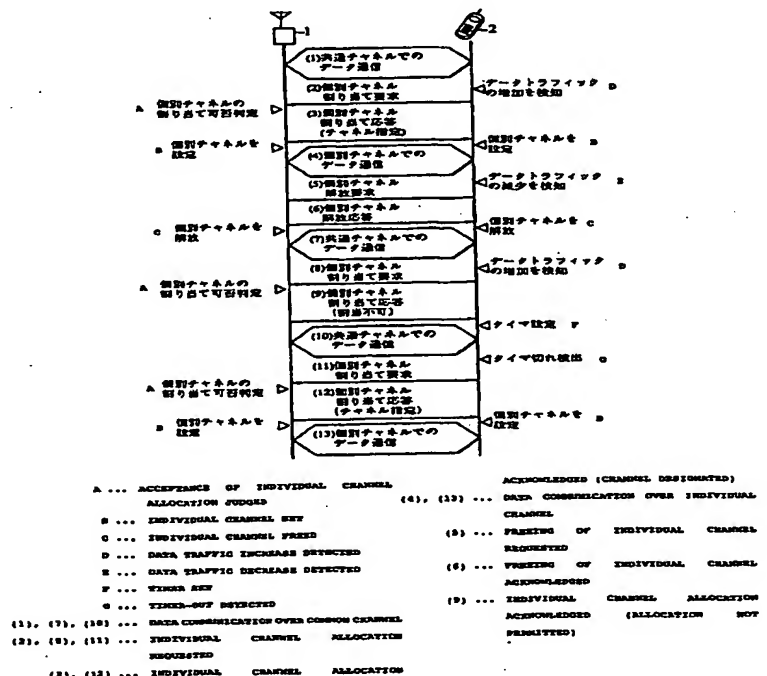 1
2
(1)共通チャネルでの
データ通信
(2)個別チャネル
割り当て要求
データトラフィック D
の増加を検知
A 個別チャネルの
割り当て可否判定
(3)個別チャネル
割り当て応答
(チャネル指定)
B 個別チャネルを
設定
個別チャネルを B
設定
(4)個別チャネルでの
データ通信
(5)個別チャネル
解放要求
データトラフィック E
の減少を検知
(6)個別チャネル
解放応答
C 個別チャネルを
解放
個別チャネルを C
解放
(7)共通チャネルでの
データ通信
(8)個別チャネル
割り当て要求
データトラフィック D
の増加を検知
A 個別チャネルの
割り当て可否判定
(9)個別チャネル
割り当て応答
(割当不可)
タイマ設定 F
(10)共通チャネルでの
データ通信
タイマ切れ検出 G
(11)個別チャネル
割り当て要求
A 個別チャネルの
割り当て可否判定
(12)個別チャネル
割り当て応答
(チャネル指定)
B 個別チャネルを
設定
個別チャネルを B
設定
(13)個別チャネルでの
データ通信
A ... ACCEPTANCE OF INDIVIDUAL CHANNEL
ALLOCATION JUDGED
B ... INDIVIDUAL CHANNEL SET
C ... INDIVIDUAL CHANNEL FREED
D ... DATA TRAFFIC INCREASE DETECTED
E ... DATA TRAFFIC DECREASE DETECTED
F ... TIMER SET
G ... TIMER-OUT DETECTED
(1), (7), (10) ... DATA COMMUNICATION OVER COMMON CHANNEL
(2), (8), (11) ... INDIVIDUAL CHANNEL ALLOCATION
REQUESTED
(3), (12) ... INDIVIDUAL CHANNEL ALLOCATION
ACKNOWLEDGED (CHANNEL DESIGNATED)
(4), (13) ... DATA COMMUNICATION OVER INDIVIDUAL
CHANNEL
(5) ... FREEING OF INDIVIDUAL CHANNEL
REQUESTED
(6) ... FREEING OF INDIVIDUAL CHANNEL
ACKNOWLEDGED
(9) ... INDIVIDUAL CHANNEL ALLOCATION
ACKNOWLEDGED (ALLOCATION NOT
PERMITTED)